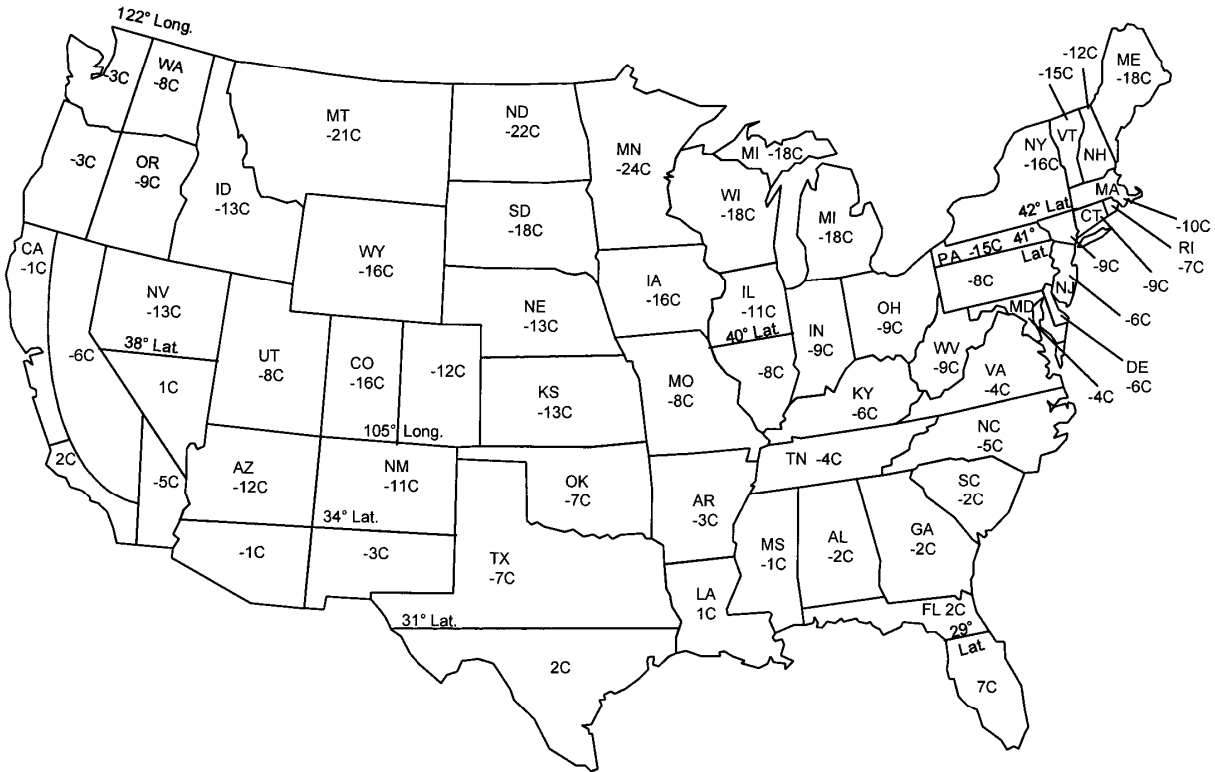 122° Long.
-3C
WA
-8C
-3C
OR
-9C
ID
-13C
MT
-21C
ND
-22C
MN
-24C
SD
-18C
WY
-16C
WI
-18C
MI -18C
MI
-18C
IA
-16C
NE
-13C
IL
-11C
40° Lat.
-8C
IN
-9C
OH
-9C
CA
-1C
NV
-13C
38° Lat.
1C
-6C
2C
-5C
UT
-8C
CO
-16C
-12C
105° Long.
KS
-13C
MO
-8C
KY
-6C
WV
-9C
VA
-4C
NC
-5C
TN -4C
SC
-2C
AZ
-12C
-1C
NM
-11C
34° Lat.
-3C
OK
-7C
AR
-3C
TX
-7C
31° Lat.
2C
LA
1C
MS
-1C
AL
-2C
GA
-2C
FL 2C
29°
Lat
7C
-12C
-15C
ME
-18C
VT
NH
NY
-16C
MA
42° Lat.
CT
-10C
RI
-7C
-9C
-9C
PA -15C 41°
Lat.
-8C
NJ
-6C
MD
DE
-6C
-4C